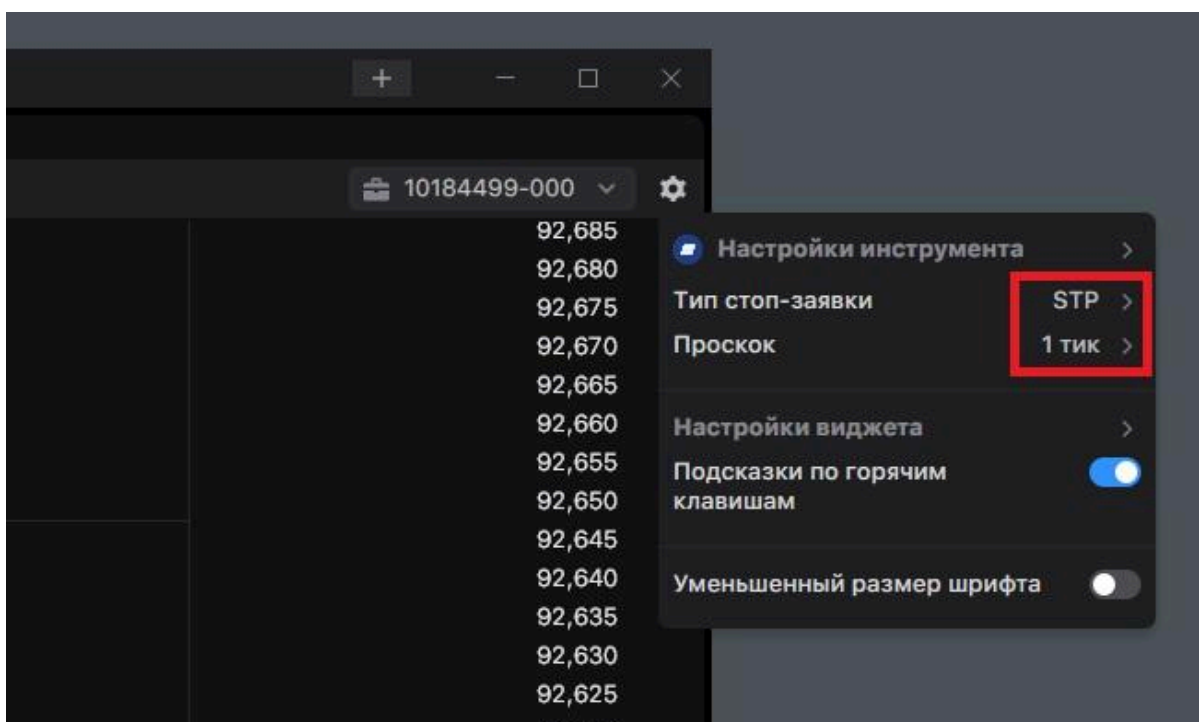 10184499-000
92,685
92,680
92,675
92,670
92,665
92,660
92,655
92,650
92,645
92,640
92,635
92,630
92,625
Настройки инструмента
Тип стоп-заявки STP
Проскок 1 тик
Настройки виджета
Подсказки по горячим
клавишам
Уменьшенный размер шрифта